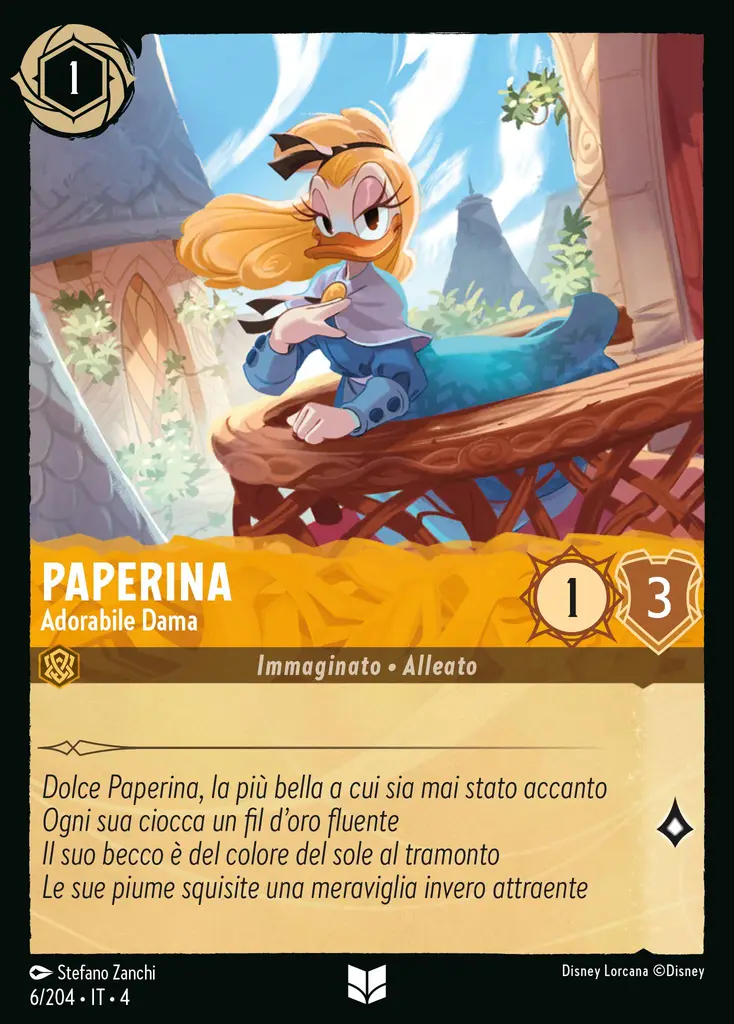 1
PAPERINA
Adorabile Dama
1
3
Immaginato • Alleato
Dolce Paperina, la più bella a cui sia mai stato accanto
Ogni sua ciocca un fil d'oro fluente
Il suo becco è del colore del sole al tramonto
Le sue piume squisite una meraviglia invero attraente
Stefano Zanchi
Disney Lorcana ©Disney
6/204 • IT • 4